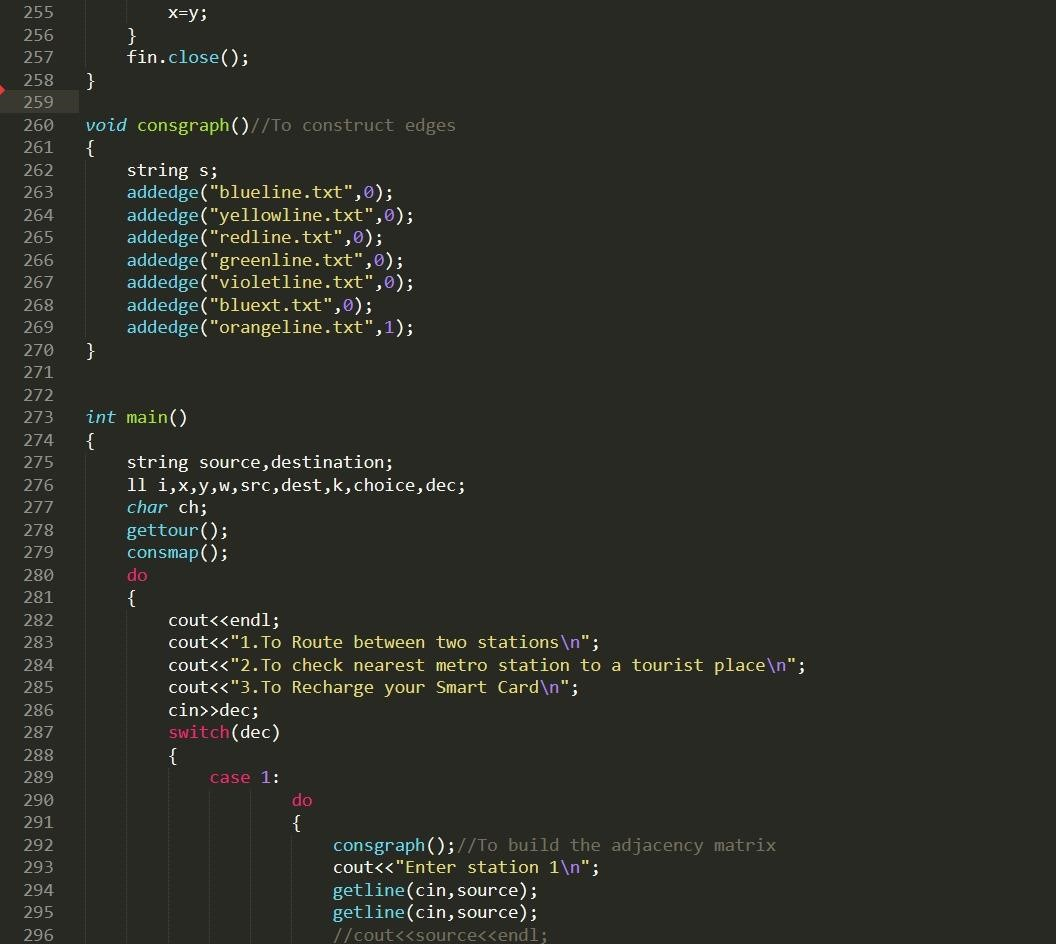 255 x=y;
256 }
257 fin.close();
258 }
259
260 void consgraph()//To construct edges
261 {
262 string s;
263 addedge("blueline.txt",0);
264 addedge("yellowline.txt",0);
265 addedge("redline.txt",0);
266 addedge("greenline.txt",0);
267 addedge("violetline.txt",0);
268 addedge("bluext.txt",0);
269 addedge("orangeline.txt",1);
270 }
271
272
273 int main()
274 {
275 string source,destination;
276 ll i,x,y,w,src,dest,k,choice,dec;
277 char ch;
278 gettour();
279 consmap();
280 do
281 {
282 cout<<endl;
283 cout<<"1.To Route between two stations\n";
284 cout<<"2.To check nearest metro station to a tourist place\n";
285 cout<<"3.To Recharge your Smart Card\n";
286 cin>>dec;
287 switch(dec)
288 {
289 case 1:
290 do
291 {
292 consgraph();//To build the adjacency matrix
293 cout<<"Enter station 1\n";
294 getline(cin,source);
295 getline(cin,source);
296 //cout<<source<<endl;